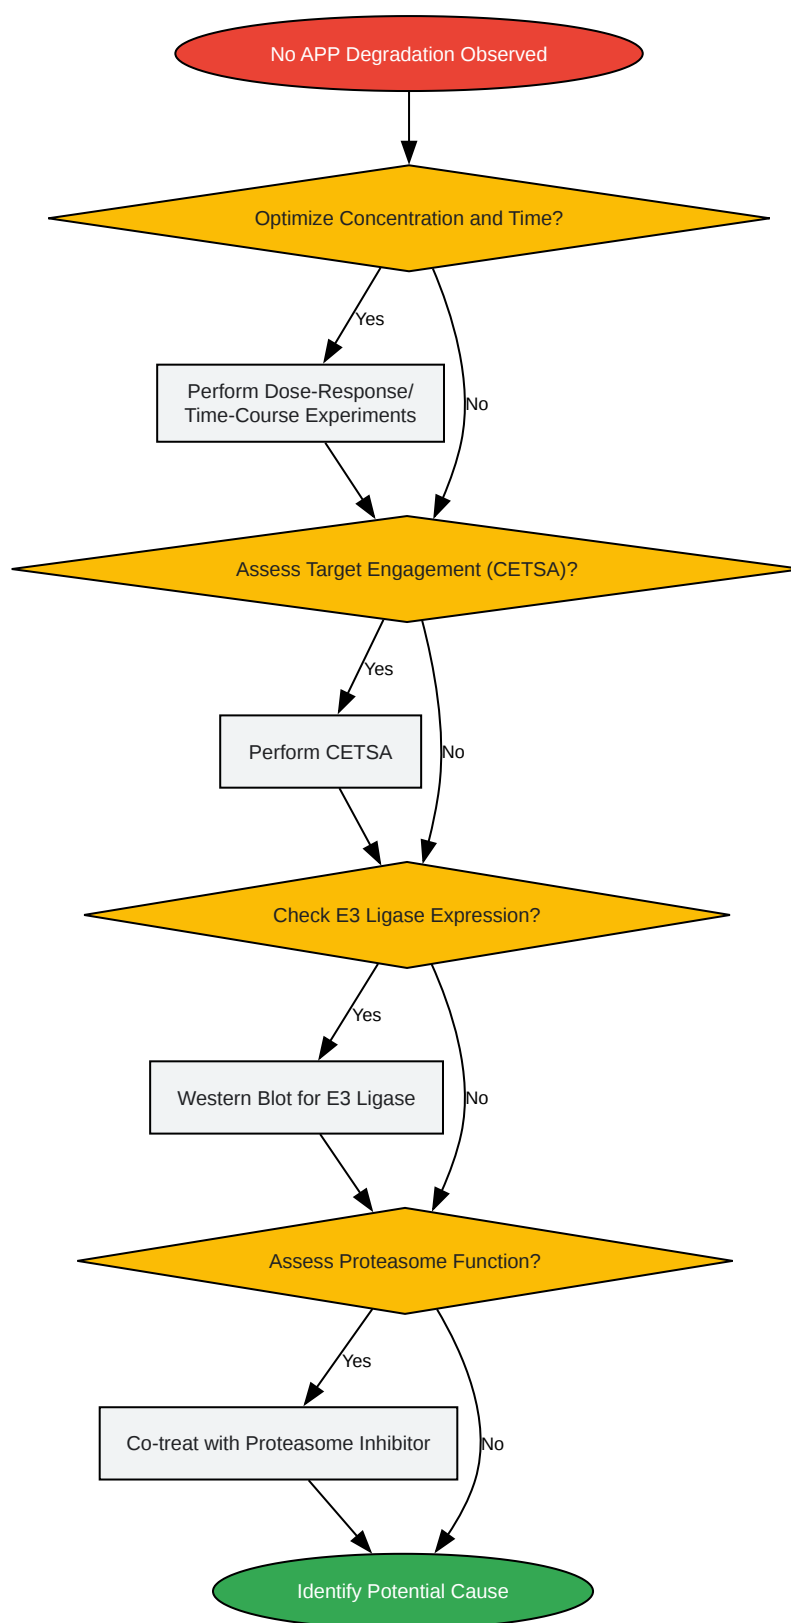 No APP Degradation Observed
Optimize Concentration and Time?
Yes
Perform Dose-Response/
Time-Course Experiments
No
Assess Target Engagement (CETSA)?
Yes
Perform CETSA
No
Check E3 Ligase Expression?
Yes
Western Blot for E3 Ligase
No
Assess Proteasome Function?
Yes
Co-treat with Proteasome Inhibitor
No
Identify Potential Cause